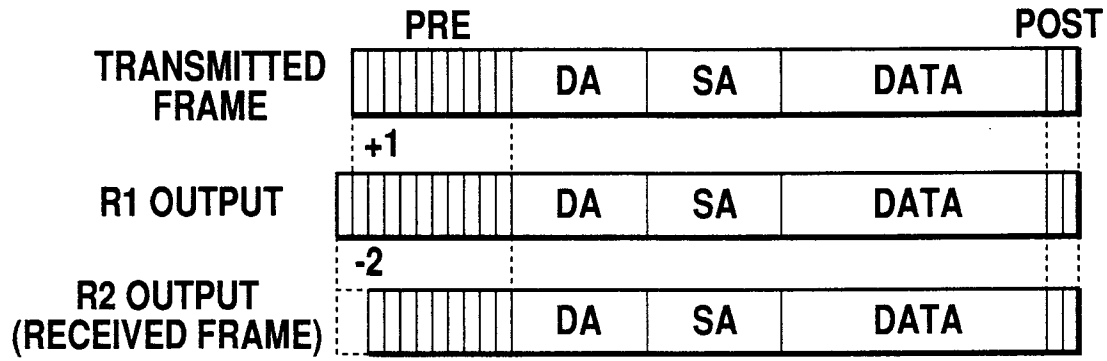 PRE POST
TRANSMITTED
FRAME DA SA DATA
+1
R1 OUTPUT DA SA DATA
-2
R2 OUTPUT
(RECEIVED FRAME) DA SA DATA